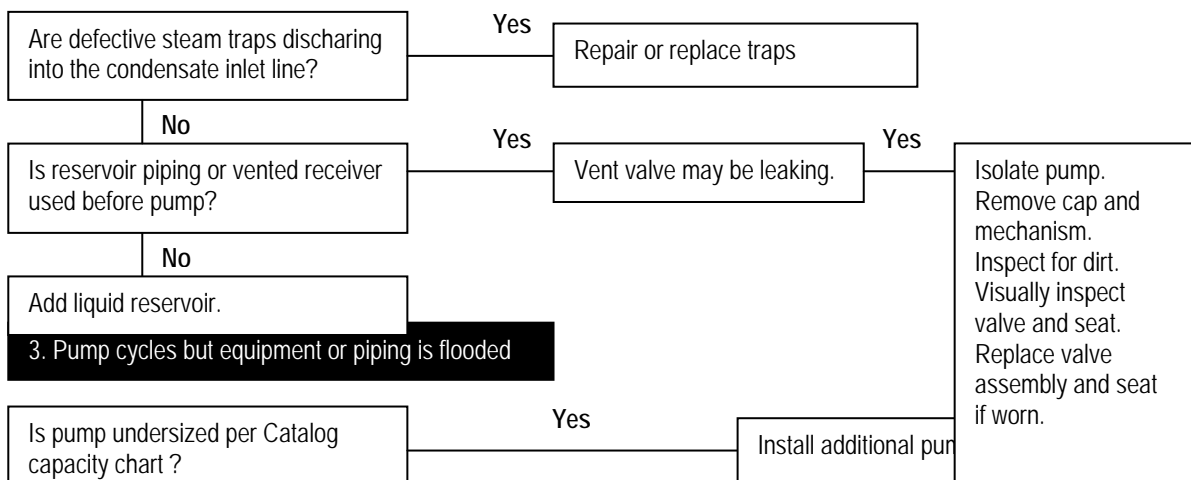 Are defective steam traps discharing
into the condensate inlet line?
Yes
Repair or replace traps
No
Is reservoir piping or vented receiver
used before pump?
Yes
Vent valve may be leaking.
Yes
Isolate pump.
Remove cap and
mechanism.
Inspect for dirt.
Visually inspect
valve and seat.
Replace valve
assembly and seat
if worn.
No
Add liquid reservoir.
3. Pump cycles but equipment or piping is flooded
Is pump undersized per Catalog
capacity chart ?
Yes
Install additional